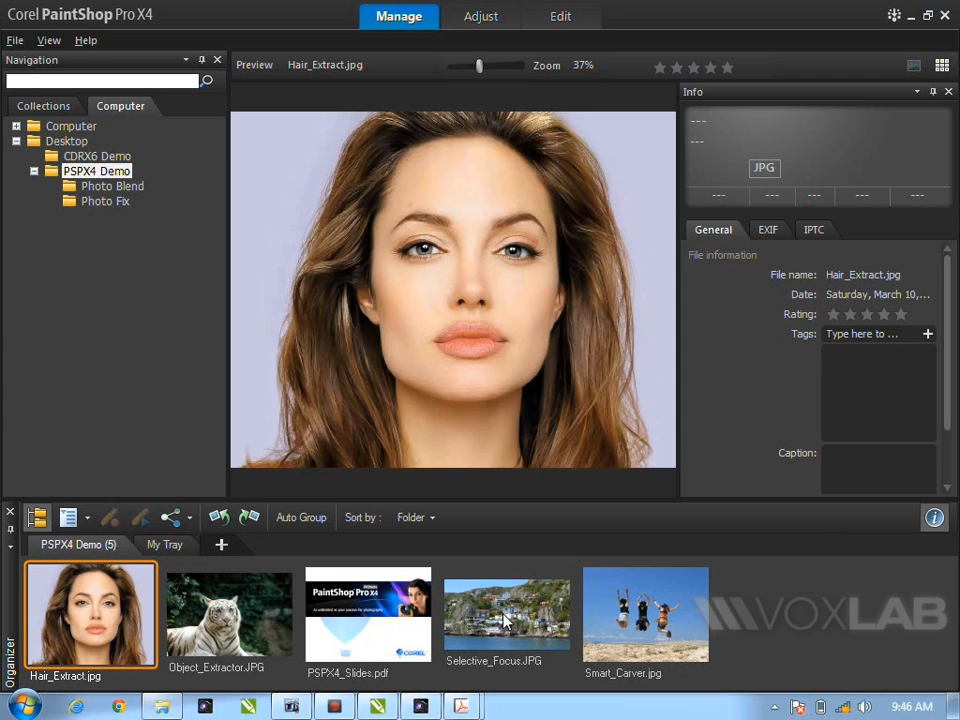 Corel PaintShop Pro X4
Manage
Adjust
Edit
File
View
Help
Navigation
Preview
Hair_Extract.jpg
Zoom
37%
Info
Collections
Computer
Computer
Desktop
CDRX6 Demo
PSPX4 Demo
Photo Blend
Photo Fix
---
---
JPG
---
---
---
---
---
General
EXIF
IPTC
File information
File name: Hair_Extract.jpg
Date: Saturday, March 10,...
Rating:
Tags: Type here to ...
Caption:
Auto Group
Sort by :
Folder
PSPX4 Demo (5)
My Tray
Organizer
PaintShop Pro X4
COREL
VOXLAB
Hair_Extract.jpg
Object_Extractor.JPG
PSPX4_Slides.pdf
Selective_Focus.JPG
Smart_Carver.jpg
9:46 AM